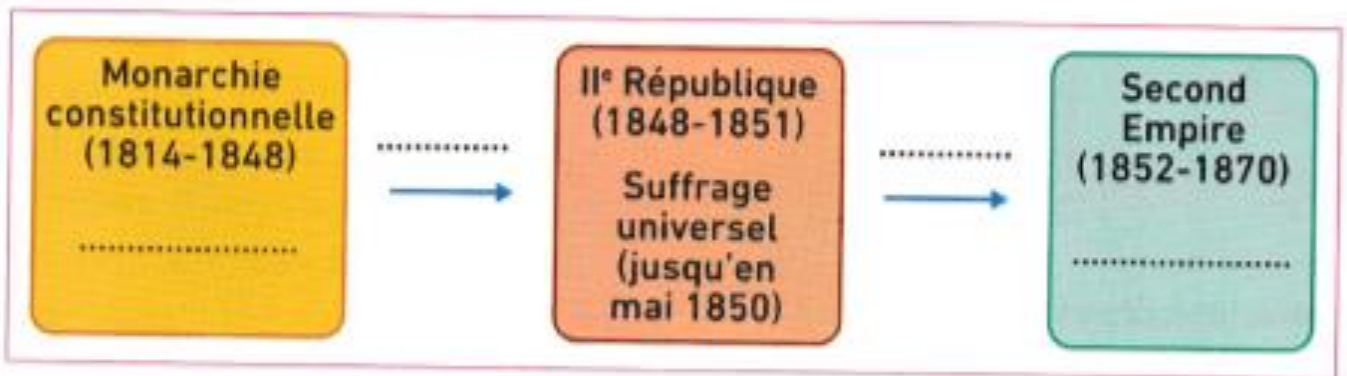 Monarchie
constitutionnelle
(1814-1848)
....................
.............
IIᵉ République
(1848-1851)
Suffrage
universel
(jusqu'en
mai 1850)
.............
Second
Empire
(1852-1870)
....................